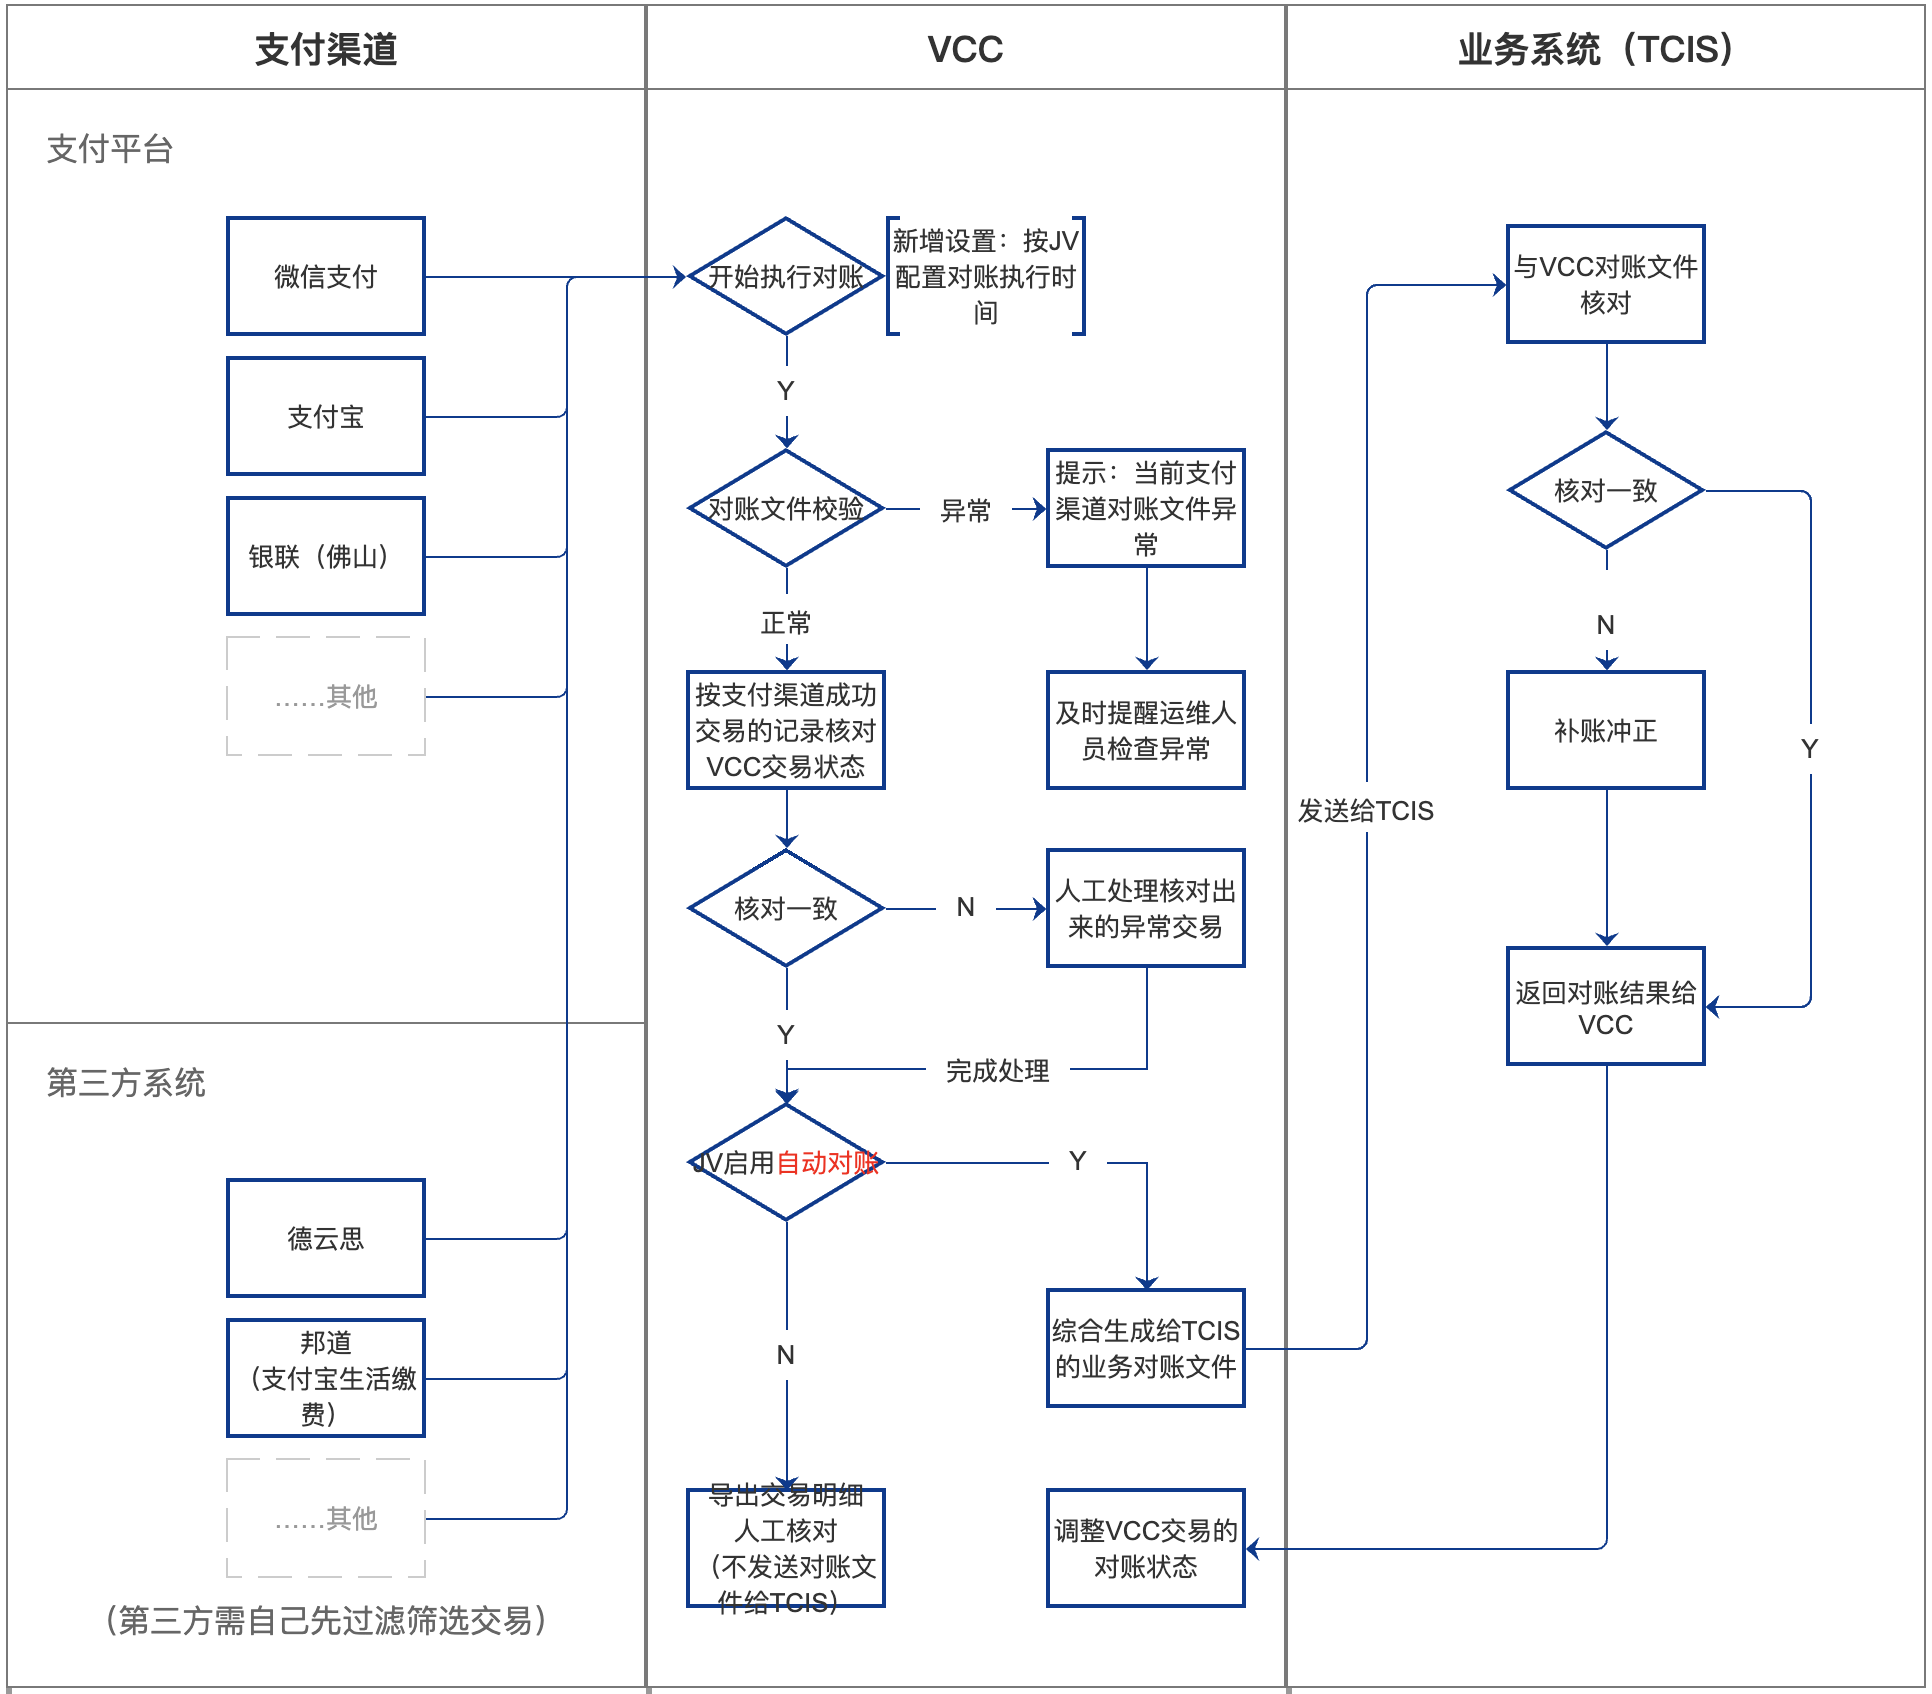 支付渠道
VCC
业务系统（TCIS）
支付平台
微信支付
支付宝
银联（佛山）
......其他
第三方系统
德云思
邦道
（支付宝生活缴
费）
......其他
（第三方需自己先过滤筛选交易）
开始执行对账
新增设置：按JV
配置对账执行时
间
Y
对账文件校验
异常
提示：当前支付
渠道对账文件异
常
正常
按支付渠道成功
交易的记录核对
VCC交易状态
及时提醒运维人
员检查异常
核对一致
N
人工处理核对出
来的异常交易
Y
完成处理
JV启用自动对账
Y
N
综合生成给TCIS
的业务对账文件
导出交易明细
人工核对
（不发送对账文
件给TCIS）
调整VCC交易的
对账状态
发送给TCIS
与VCC对账文件
核对
核对一致
N
Y
补账冲正
返回对账结果给
VCC